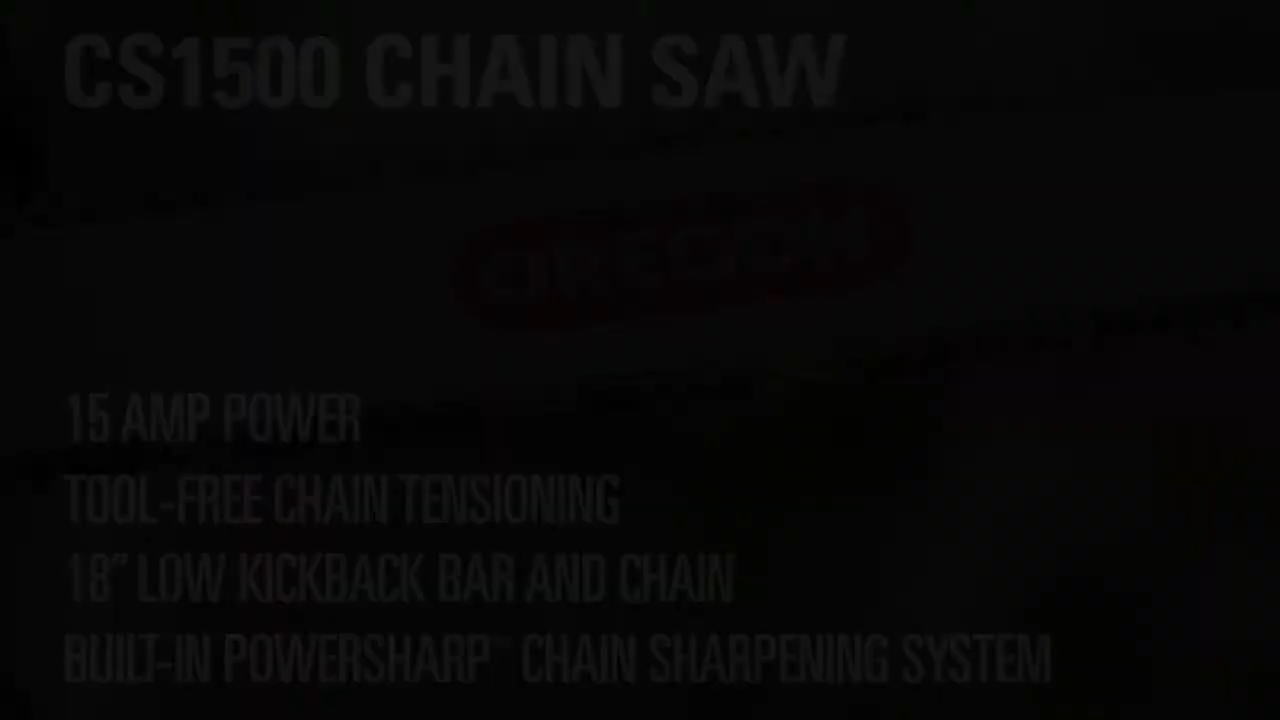 CS1500 CHAIN SAW
OREGON
15 AMP POWER
TOOL-FREE CHAIN TENSIONING
18” LOW KICKBACK BAR AND CHAIN
BUILT-IN POWERSHARP™ CHAIN SHARPENING SYSTEM